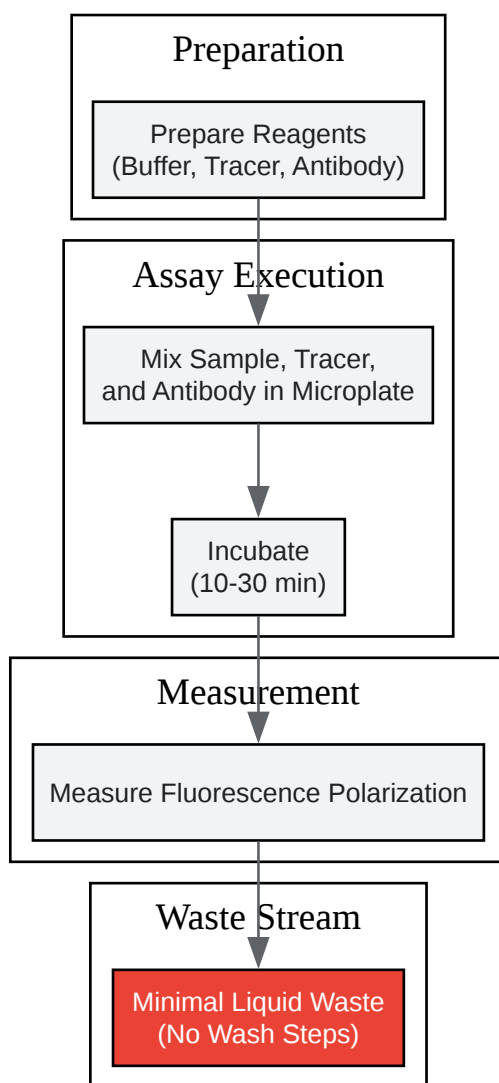 Preparation
Prepare Reagents
(Buffer, Tracer, Antibody)
Assay Execution
Mix Sample, Tracer,
and Antibody in Microplate
Incubate
(10-30 min)
Measurement
Measure Fluorescence Polarization
Waste Stream
Minimal Liquid Waste
(No Wash Steps)